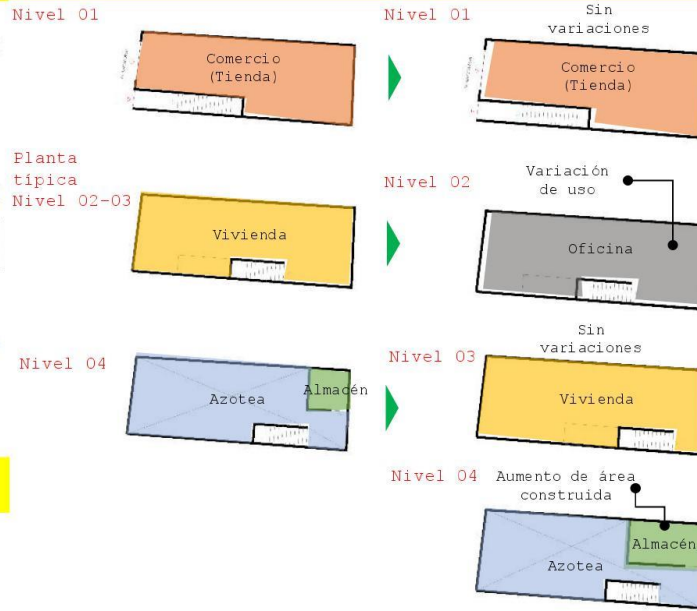 Nivel 01
Comercio
(Tienda)
Nivel 01
Sin
variaciones
Comercio
(Tienda)
Planta
típica
Nivel 02-03
Vivienda
Nivel 02
Variación
de uso
Oficina
Nivel 04
Azotea
Almacén
Nivel 03
Sin
variaciones
Vivienda
Nivel 04
Aumento de área
construida
Almacén
Azotea